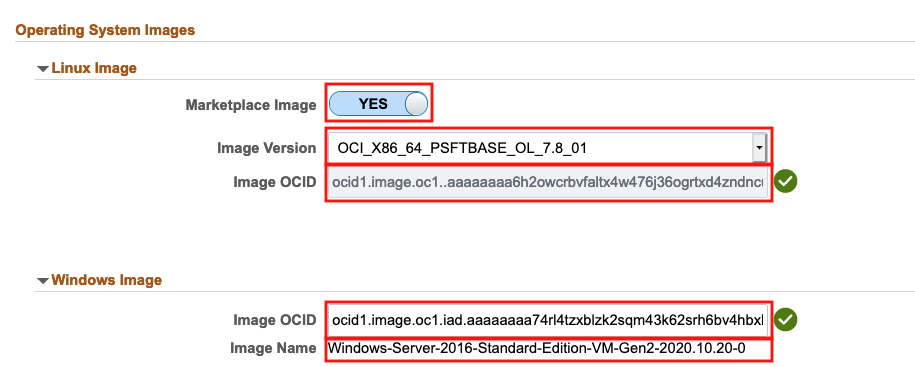 Operating System Images
Linux Image
Marketplace Image YES
Image Version OCI_X86_64_PSFTBASE_OL_7.8_01
Image OCID ocid1.image.oc1..aaaaaaaa6h2owcrbvfaltx4w476j36ogrtxd4zndncu
Windows Image
Image OCID ocid1.image.oc1.iad.aaaaaaaa74rl4tzxblzk2sqm43k62srh6bv4hbxl
Image Name Windows-Server-2016-Standard-Edition-VM-Gen2-2020.10.20-0